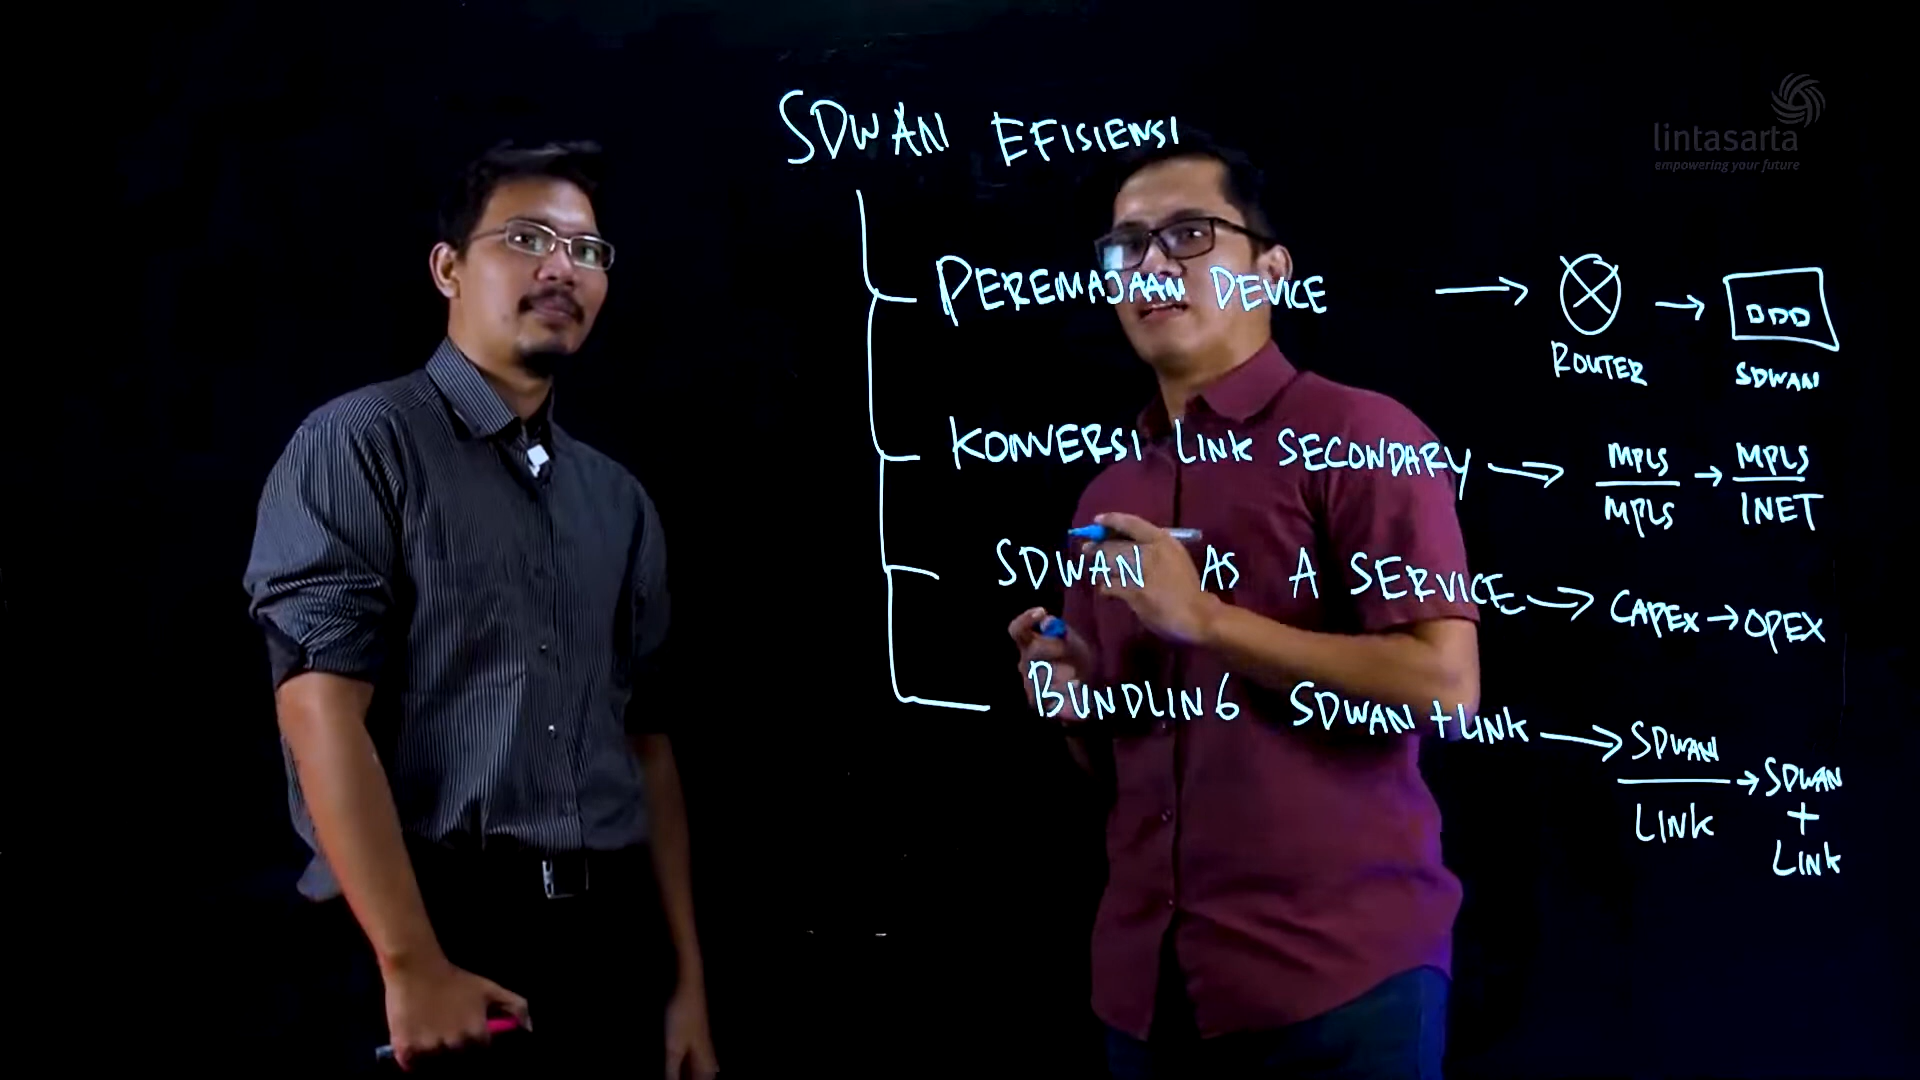 SDWAN EFISIENSI
lintasarta
empowering your future
PEREMAJAAN DEVICE
ROUTER
SDWAN
KONVERSI LINK SECONDARY
MPLS
MPLS
MPLS
INET
SDWAN AS A SERVICE
CAPEX → OPEX
BUNDLING SDWAN + LINK
SDWAN
LINK
SDWAN
+
LINK